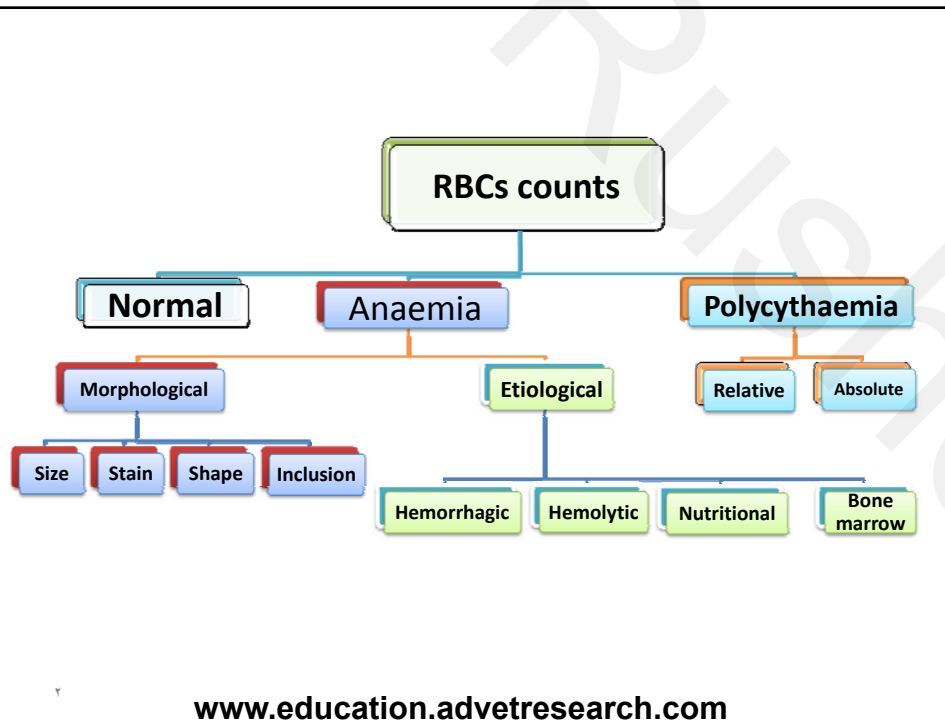 RBCs counts
Normal
Anaemia
Polycythaemia
Morphological
Etiological
Relative
Absolute
Size
Stain
Shape
Inclusion
Hemorrhagic
Hemolytic
Nutritional
Bone
marrow
٢
www.education.advetresearch.com